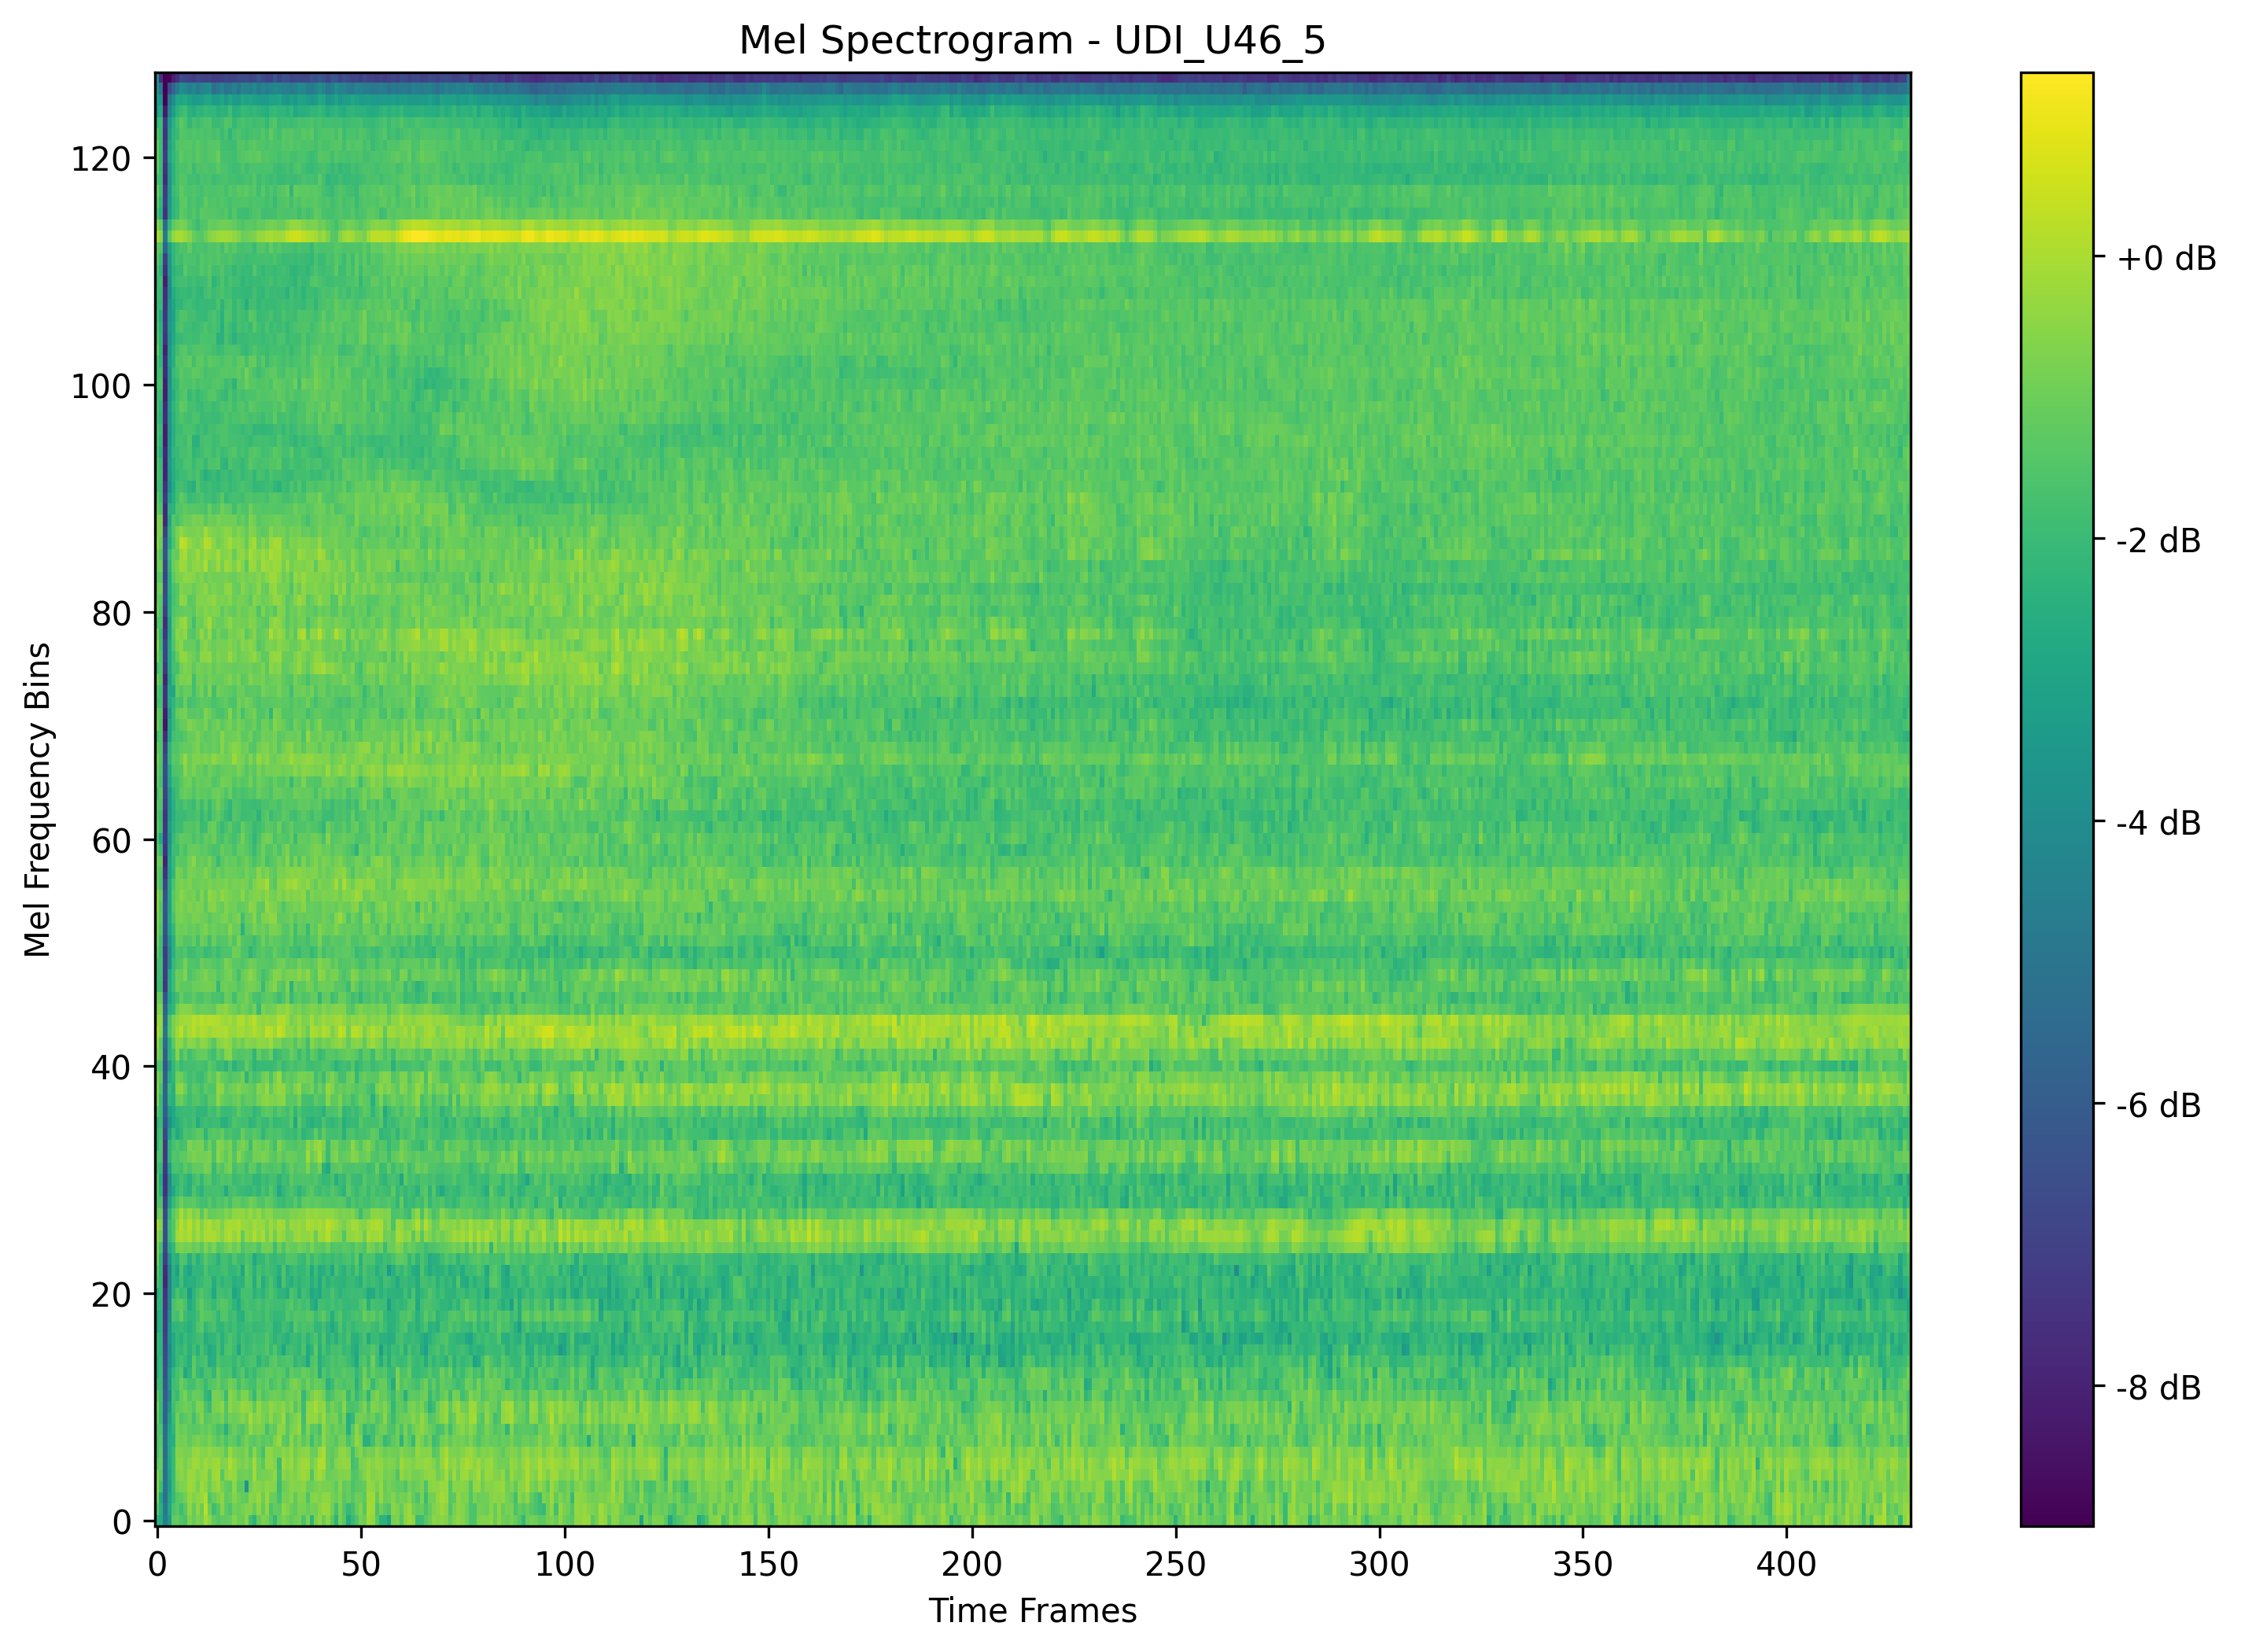 Mel Spectrogram - UDI_U46_5
Mel Frequency Bins
120
100
80
60
40
20
0
0 50 100 150 200 250 300 350 400
Time Frames
+0 dB
-2 dB
-4 dB
-6 dB
-8 dB